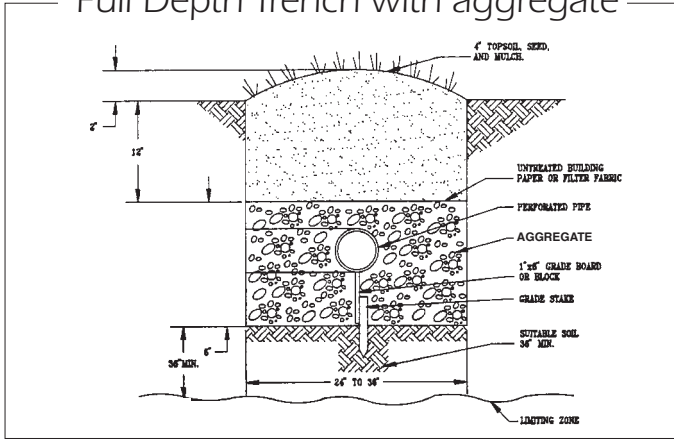 Full Depth Trench with aggregate
4" TOPSOIL, SEED,
AND MULCH.
2"
12"
UNTREATED BUILDING
PAPER OR FILTER FABRIC
PERFORATED PIPE
AGGREGATE
1"x6" GRADE BOARD
OR BLOCK
GRADE STAKE
SUITABLE SOIL
36" MIN.
6"
36"MIN.
24" TO 36"
LIMITING ZONE